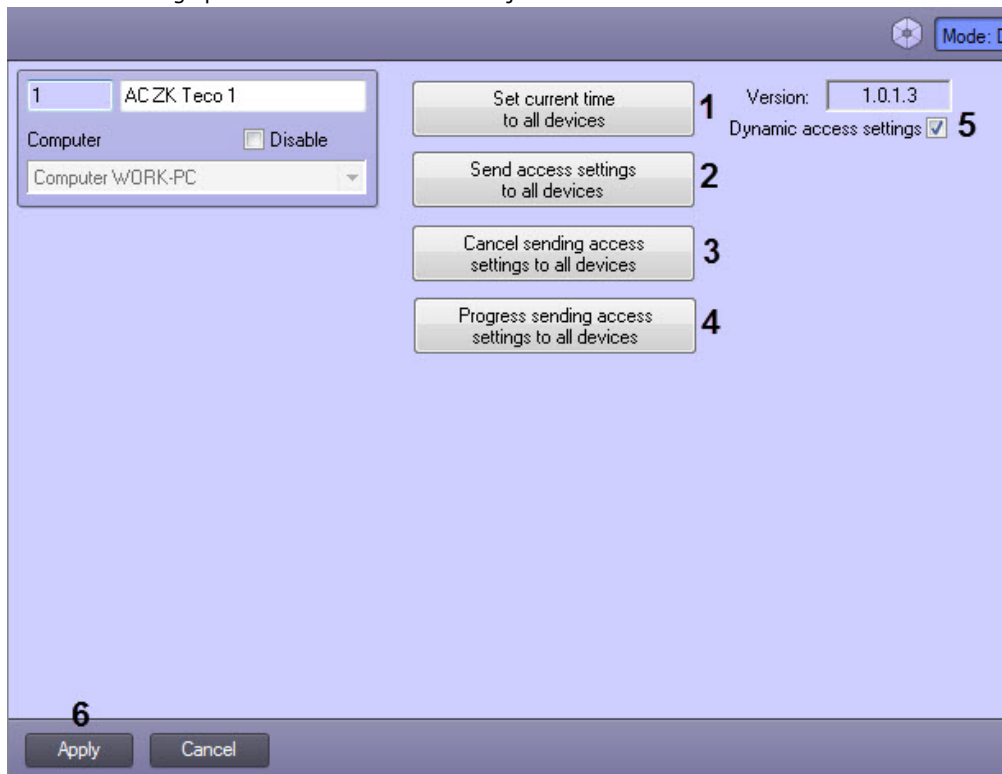 Mode: D
1 AC ZK Teco 1
Computer Disable
Computer WORK-PC
Set current time
to all devices
1
Version: 1.0.1.3
Dynamic access settings 5
Send access settings
to all devices
2
Cancel sending access
settings to all devices
3
Progress sending access
settings to all devices
4
6
Apply Cancel